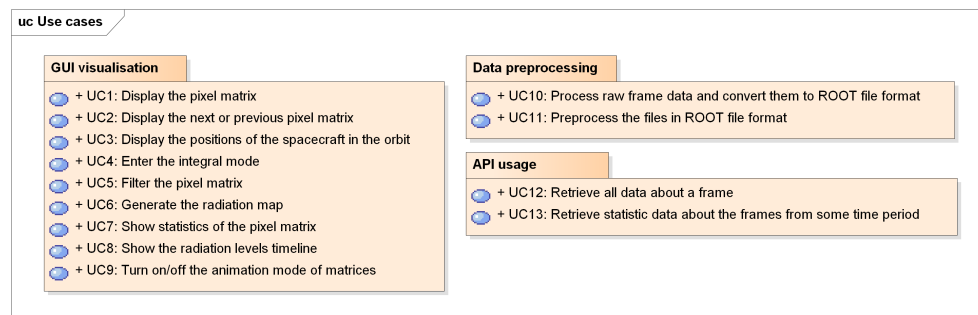 uc Use cases
GUI visualisation
+ UC1: Display the pixel matrix
+ UC2: Display the next or previous pixel matrix
+ UC3: Display the positions of the spacecraft in the orbit
+ UC4: Enter the integral mode
+ UC5: Filter the pixel matrix
+ UC6: Generate the radiation map
+ UC7: Show statistics of the pixel matrix
+ UC8: Show the radiation levels timeline
+ UC9: Turn on/off the animation mode of matrices
Data preprocessing
+ UC10: Process raw frame data and convert them to ROOT file format
+ UC11: Preprocess the files in ROOT file format
API usage
+ UC12: Retrieve all data about a frame
+ UC13: Retrieve statistic data about the frames from some time period